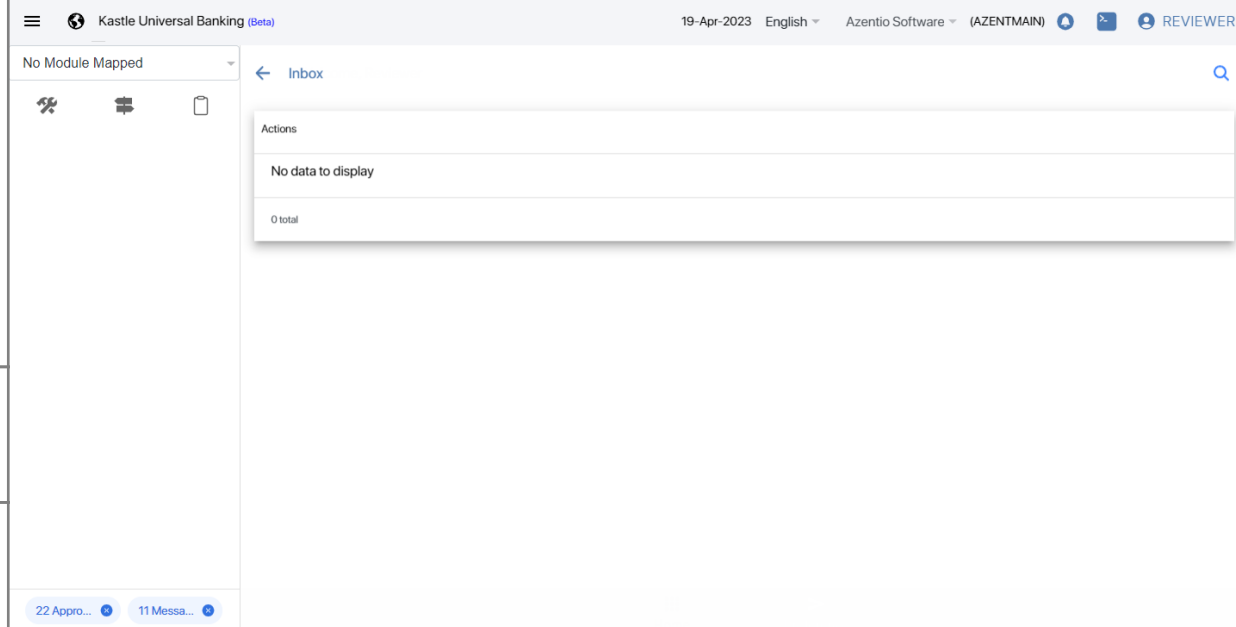 Kastle Universal Banking (Beta)
19-Apr-2023 English Azentio Software (AZENTMAIN) REVIEWER
No Module Mapped
Inbox
Actions
No data to display
0 total
22 Appro... 11 Messa...